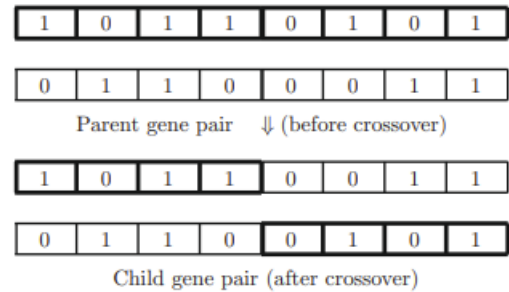 1 0 1 1 0 1 0 1
0 1 1 0 0 0 1 1
Parent gene pair ⇓ (before crossover)
1 0 1 1 0 0 1 1
0 1 1 0 0 1 0 1
Child gene pair (after crossover)